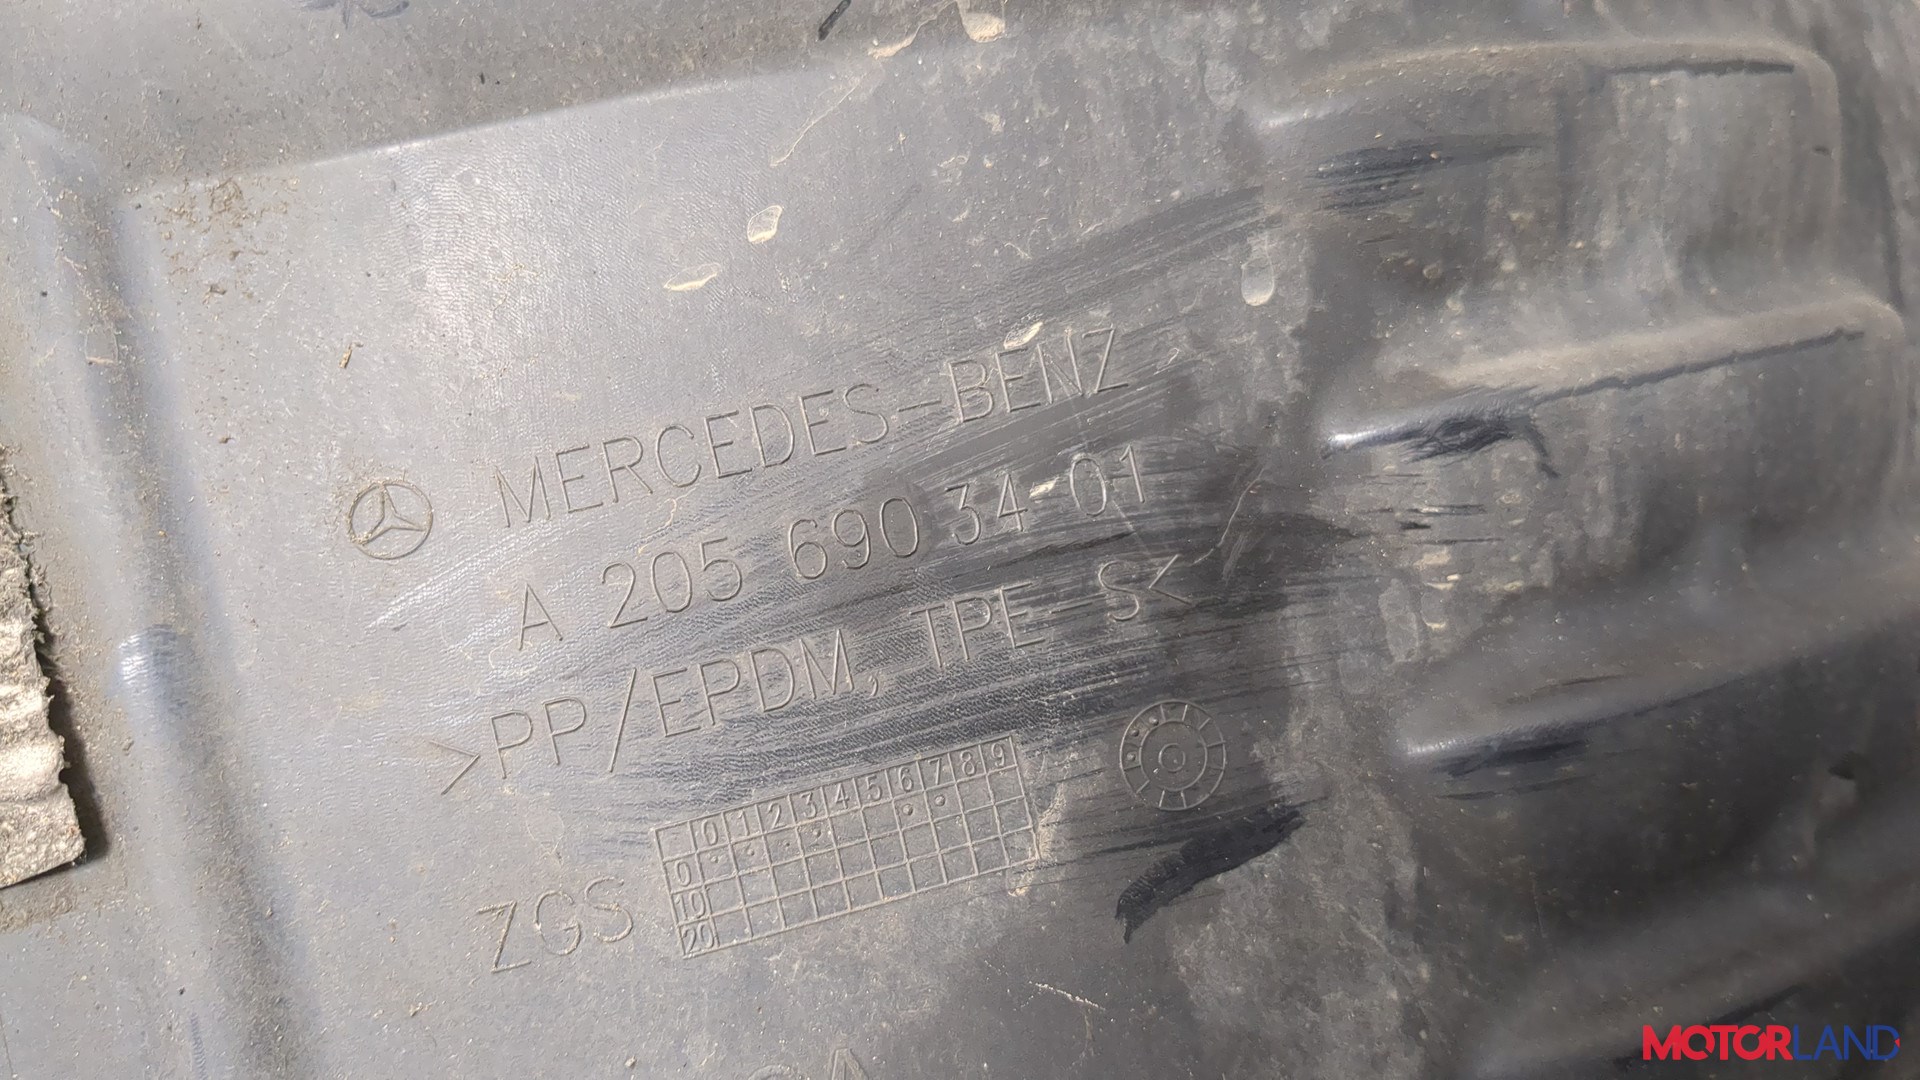 MERCEDES-BENZ
A 205 690 34 01
>PP/EPDM, TPE-S<
ZGS
- 0 1 2 3 4 5 6 7 8 9
0
10
20
MOTORLAND